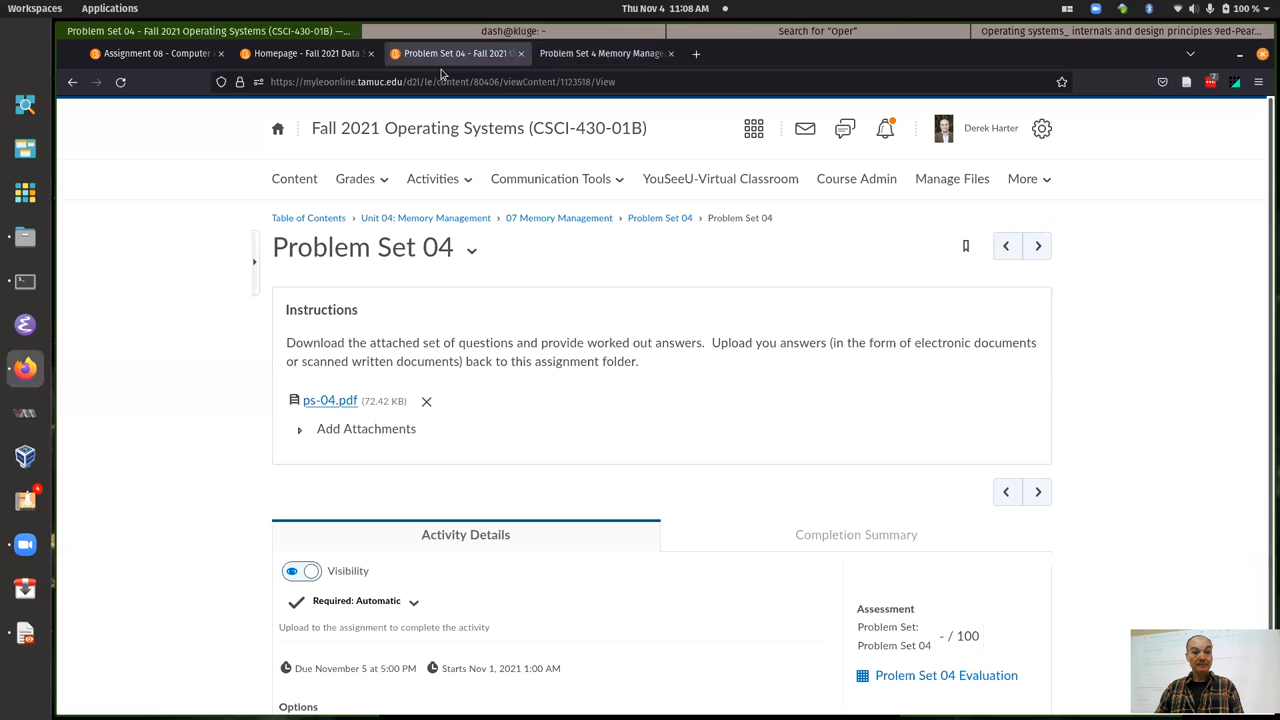 Workspaces Applications Thu Nov 4 11:08 AM 100 %
Problem Set 04 - Fall 2021 Operating Systems (CSCI-430-01B) —... dash@kluge: ~ Search for "Oper" Operating systems_ internals and design principles 9ed-Pear...
Assignment 08 - Computer Homepage - Fall 2021 Data Problem Set 04 - Fall 2021 Problem Set 4 Memory Manage
https://myleoonline.tamuc.edu/d2l/le/content/80406/viewContent/1123518/View
Fall 2021 Operating Systems (CSCI-430-01B) Derek Harter
Content Grades Activities Communication Tools YouSeeU-Virtual Classroom Course Admin Manage Files More
Table of Contents › Unit 04: Memory Management › 07 Memory Management › Problem Set 04 › Problem Set 04
Problem Set 04
Instructions
Download the attached set of questions and provide worked out answers. Upload you answers (in the form of electronic documents
or scanned written documents) back to this assignment folder.
ps-04.pdf (72.42 KB)
Add Attachments
Activity Details Completion Summary
Visibility
Required: Automatic
Assessment
Upload to the assignment to complete the activity
Problem Set:
Problem Set 04 - / 100
Due November 5 at 5:00 PM Starts Nov 1, 2021 1:00 AM
Prolem Set 04 Evaluation
Options